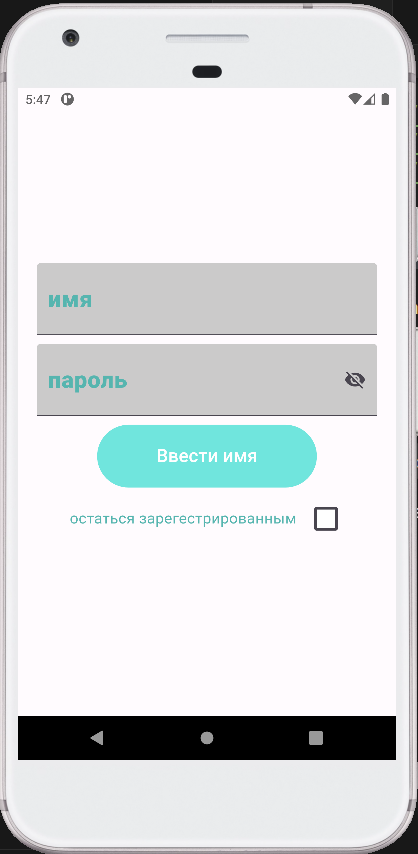 5:47
имя
пароль
Ввести имя
остаться зарегестрированным